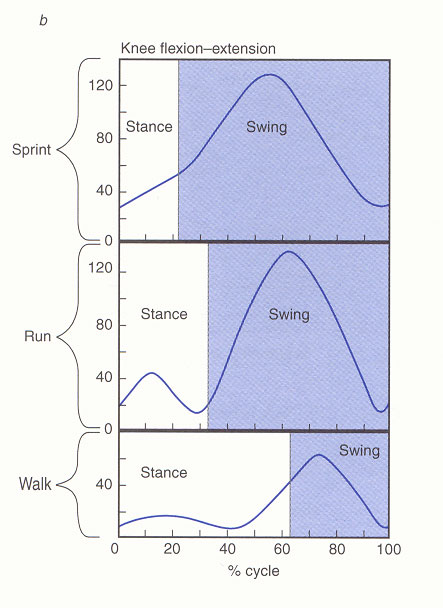 b
Knee flexion–extension
120
Stance
Swing
80
Sprint
40
0
120
Stance
Swing
80
Run
40
0
Swing
Stance
Walk
40
0 20 40 60 80 100
% cycle